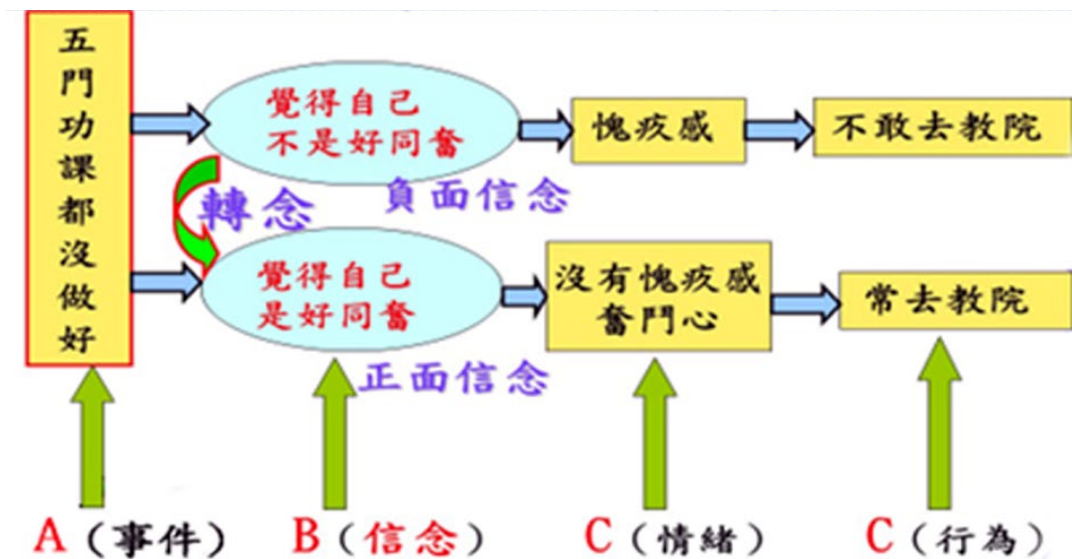 五門功課都沒做好
覺得自己
不是好同奮
愧疚感
不敢去教院
轉念
負面信念
覺得自己
是好同奮
沒有愧疚感
奮鬥心
常去教院
正面信念
A（事件）
B（信念）
C（情緒）
C（行為）